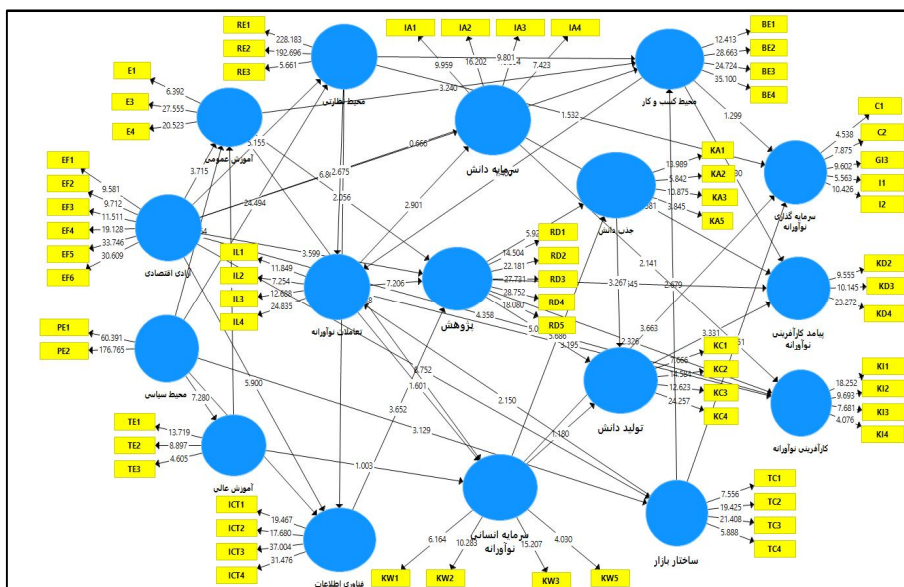 RE1
RE2
RE3
228.183
192.696
5.661
محیط نظارتی
IA1
IA2
IA3
IA4
9.959
16.202
7.423
9.801
سرمایه دانش
BE1
BE2
BE3
BE4
12.413
28.663
24.724
35.100
محیط کسب و کار
E1
E3
E4
6.392
27.555
20.523
آموزش عمومی
3.240
1.532
1.299
C1
C2
GI3
I1
I2
4.538
7.875
9.602
5.563
10.426
سرمایه گذاری
نوآورانه
5.155
0.666
2.675
2.056
2.901
3.715
24.494
EF1
EF2
EF3
EF4
EF5
EF6
9.581
9.712
11.511
19.128
33.746
30.609
KA1
KA2
KA3
KA5
13.989
5.842
10.875
3.845
جذب دانش
IL1
IL2
IL3
IL4
11.849
7.254
12.688
24.835
تعاملات نوآورانه
3.599
7.206
4.358
RD1
RD2
RD3
RD4
RD5
14.504
22.181
27.731
28.752
18.080
پژوهش
2.141
3.267
2.679
KD2
KD3
KD4
9.555
10.145
23.272
پیامد کارآفرینی
نوآورانه
PE1
PE2
60.391
176.765
محیط سیاسی
3.663
3.331
2.326
3.195
5.686
KC1
KC2
KC3
KC4
7.666
14.581
12.623
24.257
تولید دانش
KI1
KI2
KI3
KI4
18.252
9.693
7.681
4.076
کارآفرینی نوآورانه
5.900
7.280
8.752
1.601
3.652
2.150
3.129
1.180
1.003
TE1
TE2
TE3
13.719
8.897
4.605
آموزش عالی
ICT1
ICT2
ICT3
ICT4
19.467
17.680
37.004
31.476
فناوری اطلاعات
سرمایه انسانی
نوآورانه
6.164
10.283
15.207
4.030
KW1
KW2
KW3
KW5
TC1
TC2
TC3
TC4
7.556
19.425
21.408
5.888
ساختار بازار